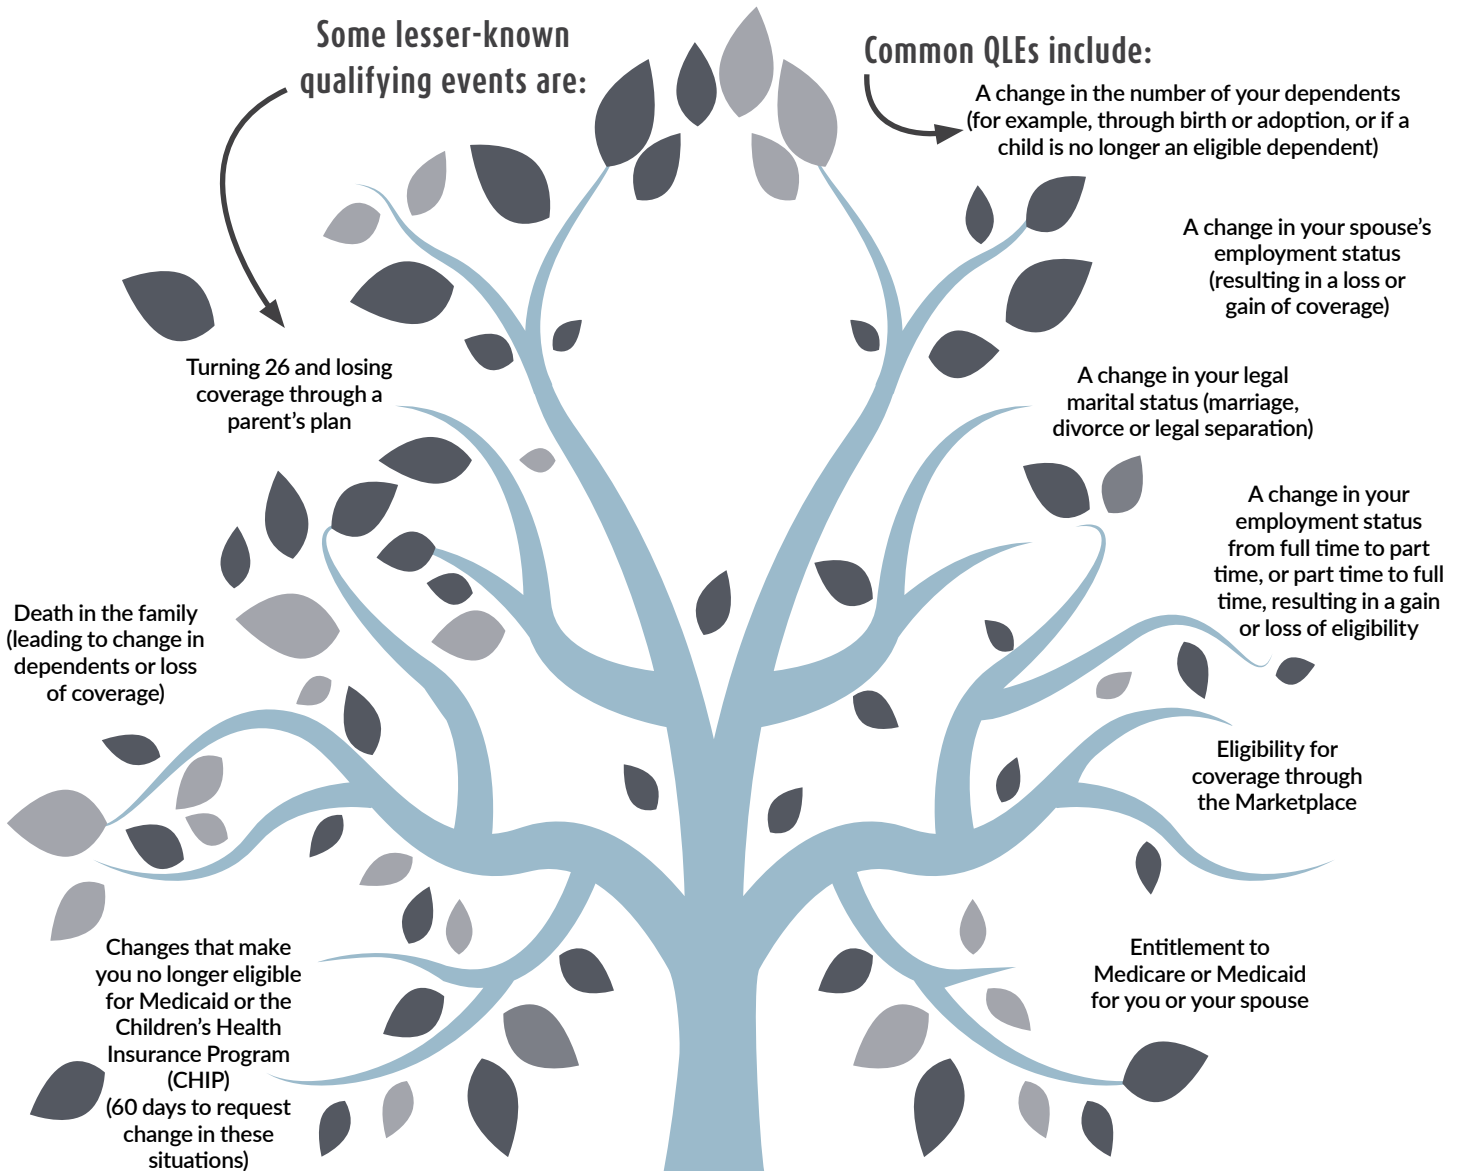 Some lesser-known
qualifying events are:
Turning 26 and losing
coverage through a
parent’s plan
Death in the family
(leading to change in
dependents or loss
of coverage)
Changes that make
you no longer eligible
for Medicaid or the
Children’s Health
Insurance Program
(CHIP)
(60 days to request
change in these
situations)
Common QLEs include:
A change in the number of your dependents
(for example, through birth or adoption, or if a
child is no longer an eligible dependent)
A change in your spouse’s
employment status
(resulting in a loss or
gain of coverage)
A change in your legal
marital status (marriage,
divorce or legal separation)
A change in your
employment status
from full time to part
time, or part time to full
time, resulting in a gain
or loss of eligibility
Eligibility for
coverage through
the Marketplace
Entitlement to
Medicare or Medicaid
for you or your spouse